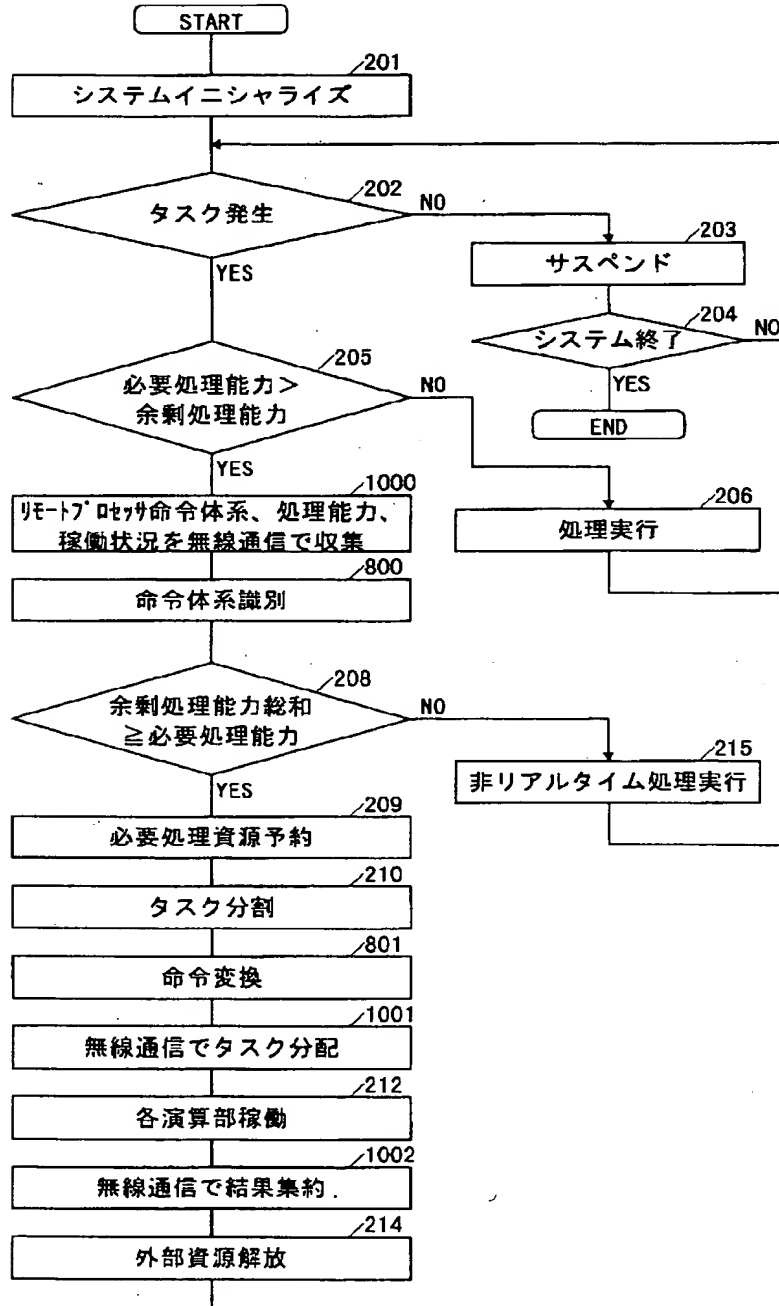 START
201
システムイニシャライズ
202
タスク発生
NO
YES
203
サスペンド
204
システム終了
NO
YES
END
205
必要処理能力>
余剰処理能力
NO
YES
1000
リモートプロセッサ命令体系、処理能力、
稼働状況を無線通信で収集
206
処理実行
800
命令体系識別
208
余剰処理能力総和
≧必要処理能力
NO
YES
215
非リアルタイム処理実行
209
必要処理資源予約
210
タスク分割
801
命令変換
1001
無線通信でタスク分配
212
各演算部稼働
1002
無線通信で結果集約
214
外部資源解放